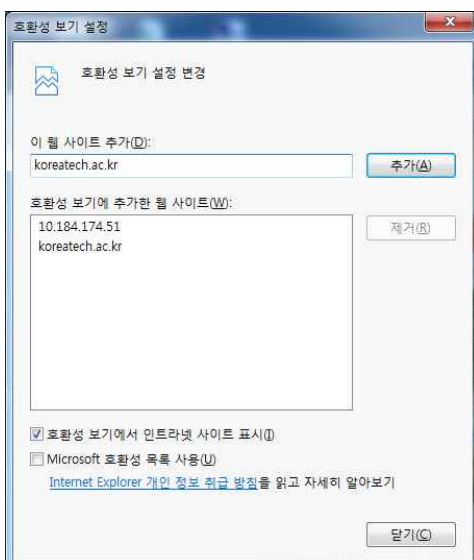 호환성 보기 설정
호환성 보기 설정 변경
이 웹 사이트 추가(D):
koreatech.ac.kr
추가(A)
호환성 보기에 추가한 웹 사이트(W):
10.184.174.51
koreatech.ac.kr
제거(R)
호환성 보기에서 인트라넷 사이트 표시(I)
Microsoft 호환성 목록 사용(U)
Internet Explorer 개인 정보 취급 방침을 읽고 자세히 알아보기
닫기(C)